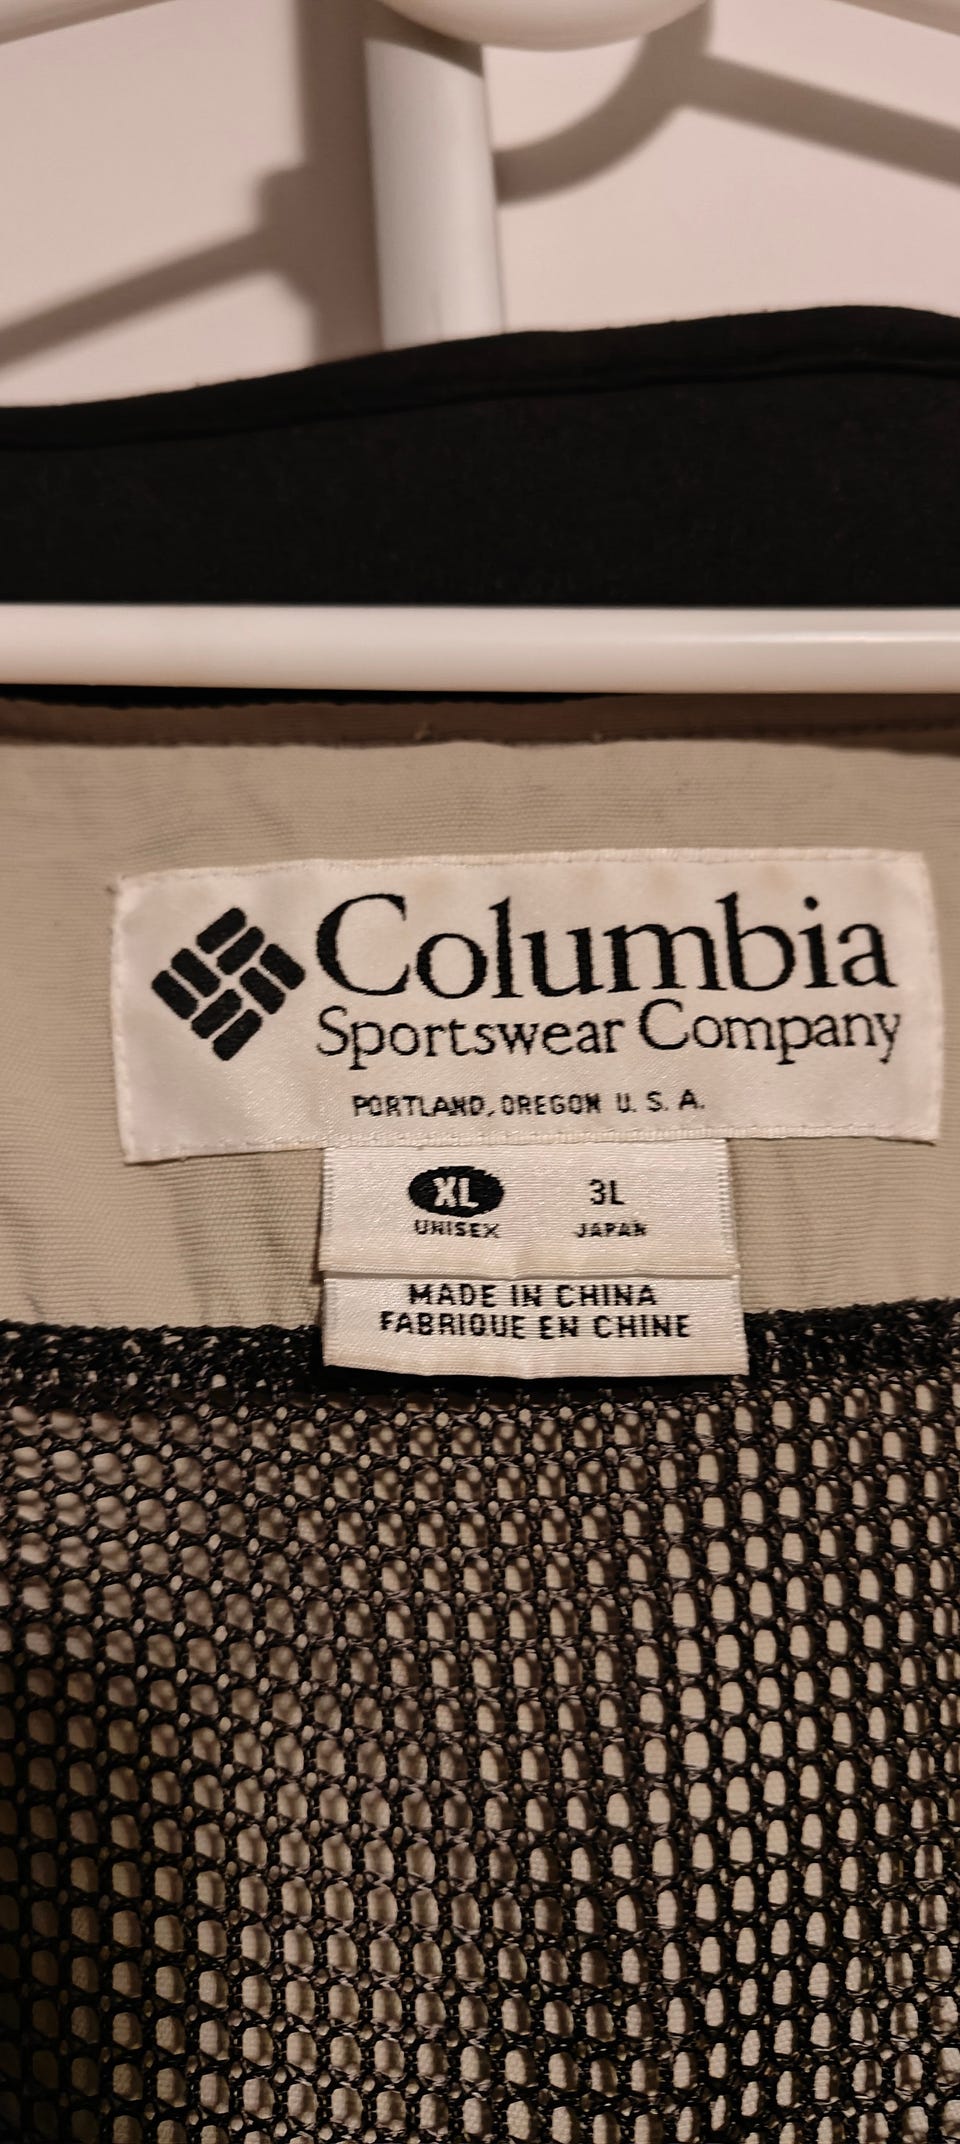 Columbia
Sportswear Company
PORTLAND, OREGON U. S. A.
XL 3L
UNISEX JAPAN
MADE IN CHINA
FABRIQUE EN CHINE